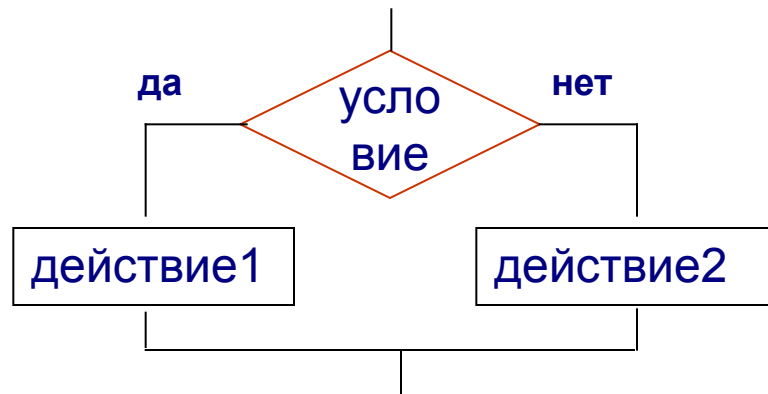 да
нет
усло
вие
действие1
действие2